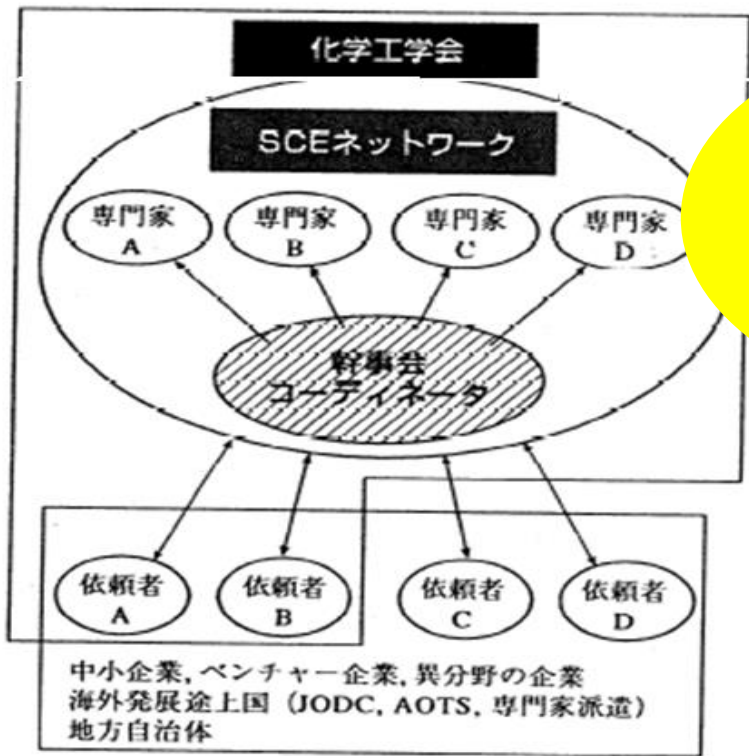 化学工学会
SCEネットワーク
専門家
A
専門家
B
専門家
C
専門家
D
幹事会
コーディネータ
依頼者
A
依頼者
B
依頼者
C
依頼者
D
中小企業, ベンチャー企業, 異分野の企業
海外発展途上国 (JODC, AOTS, 専門家派遣)
地方自治体